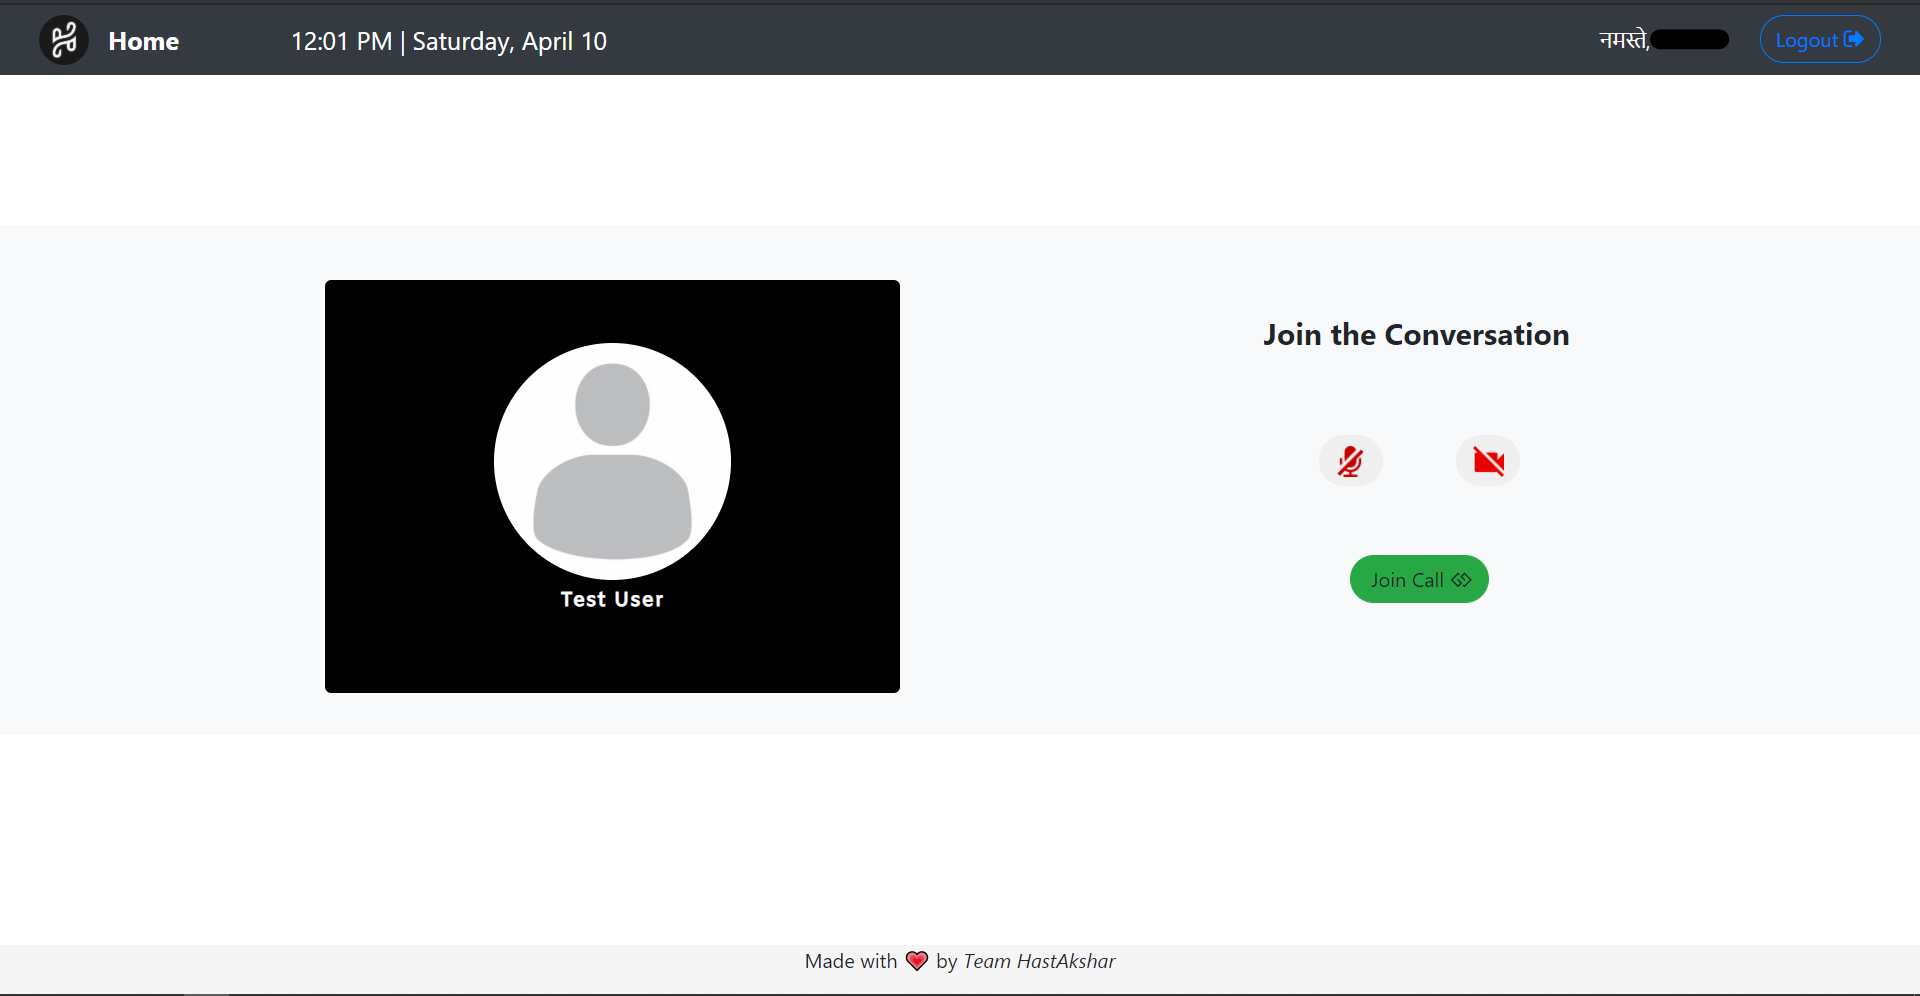 Home
12:01 PM | Saturday, April 10
नमस्ते,
Logout
Join the Conversation
Test User
Join Call
Made with ❤ by Team HastAkshar